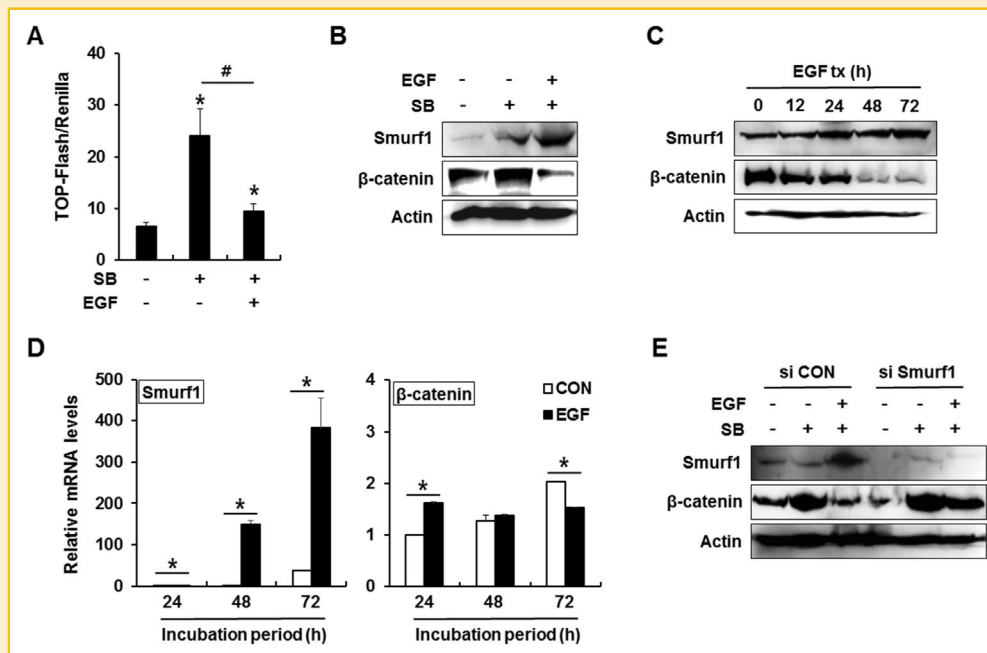 A
TOP-Flash/Renilla
40
30
20
10
0
*
#
*
SB - + +
EGF - - +
B
EGF - - +
SB - + +
Smurf1
β-catenin
Actin
C
EGF tx (h)
0 12 24 48 72
Smurf1
β-catenin
Actin
D
Relative mRNA levels
500
400
300
200
100
0
Smurf1
*
*
*
24 48 72
Incubation period (h)
4
3
2
1
0
β-catenin
CON
EGF
*
*
24 48 72
Incubation period (h)
E
si CON si Smurf1
EGF - - + - - +
SB - + + - + +
Smurf1
β-catenin
Actin